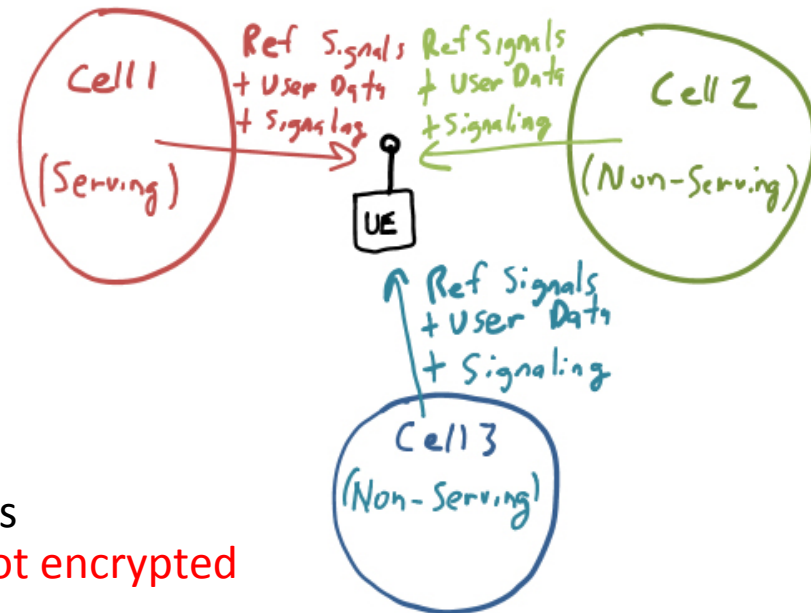 Cell 1
(Serving)
Ref Signals
+ User Data
+ Signaling
Ref Signals
+ User Data
+ Signaling
Cell 2
(Non-Serving)
UE
Ref Signals
+ User Data
+ Signaling
Cell 3
(Non-Serving)
s
ot encrypted